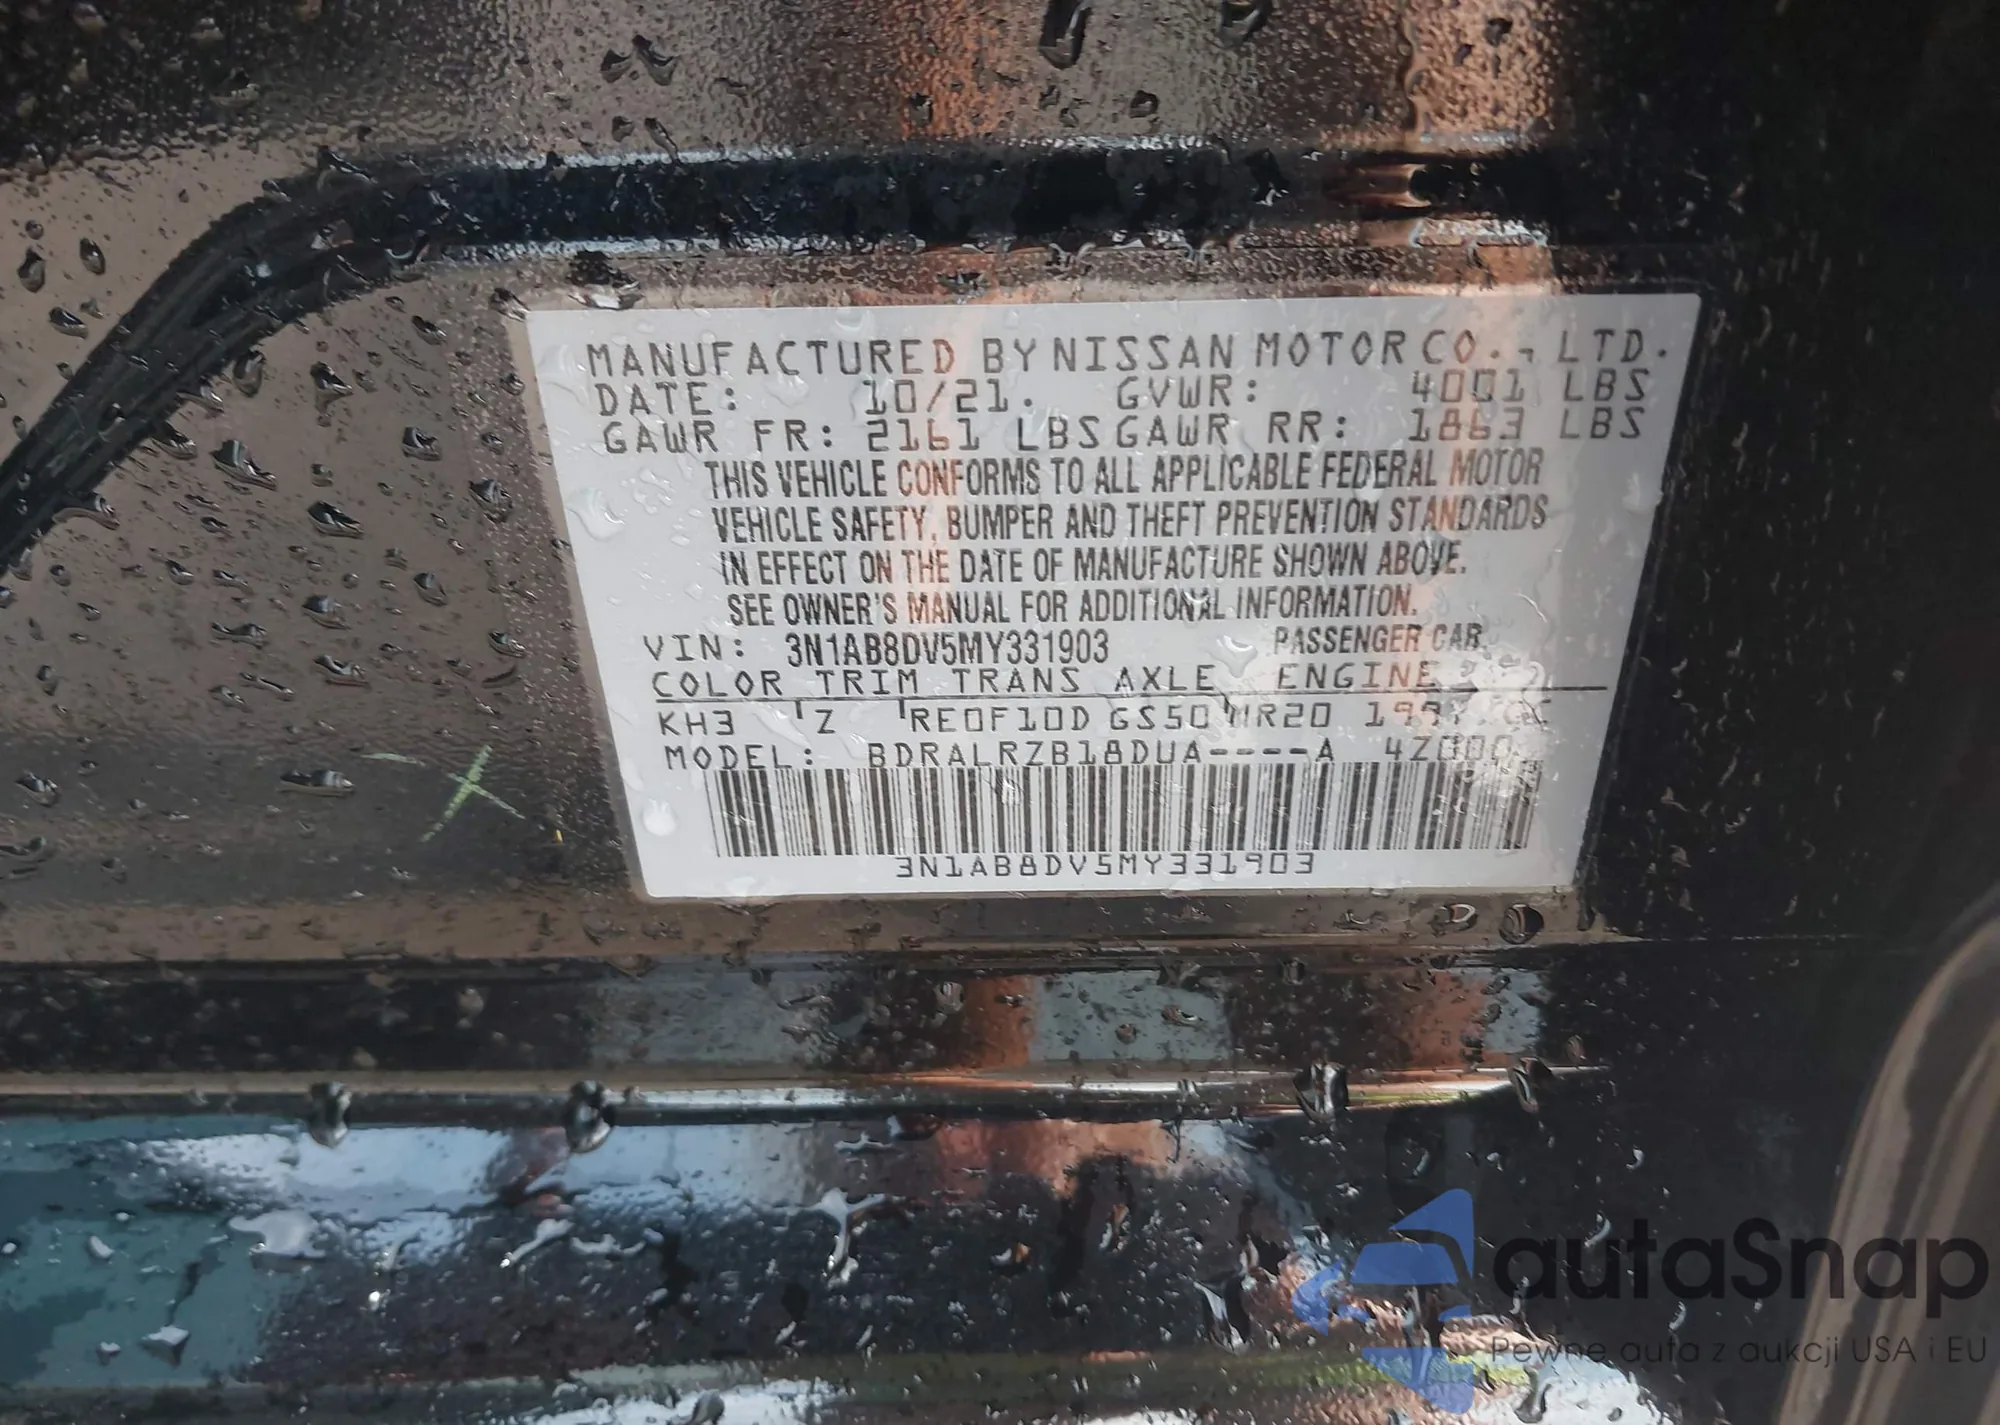 MANUFACTURED BY NISSAN MOTOR CO., LTD.
DATE: 10/21. GVWR: 4001 LBS
GAWR FR: 2161 LBS GAWR RR: 1863 LBS
THIS VEHICLE CONFORMS TO ALL APPLICABLE FEDERAL MOTOR
VEHICLE SAFETY, BUMPER AND THEFT PREVENTION STANDARDS
IN EFFECT ON THE DATE OF MANUFACTURE SHOWN ABOVE.
SEE OWNER'S MANUAL FOR ADDITIONAL INFORMATION.
VIN: 3N1AB8DV5MY331903 PASSENGER CAR
COLOR TRIM TRANS AXLE ENGINE
KH3 Z RE0F10D GS50 MR20
MODEL: BDRALRZB18DUA----A
3N1AB8DV5MY331903
autaSnap
Pewne auta z aukcji USA i EU